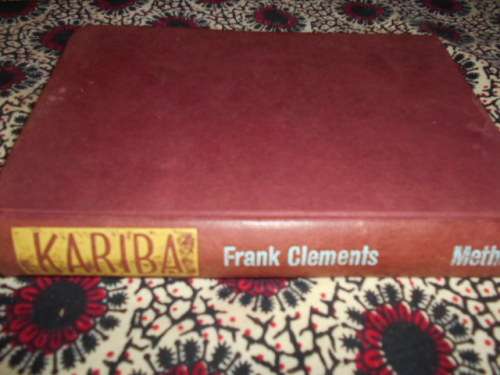 KARIBA Frank Clements Meth